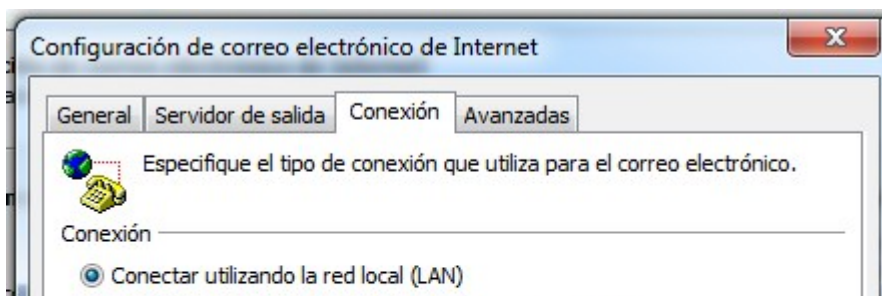 Configuración de correo electrónico de Internet
General Servidor de salida Conexión Avanzadas
Especifique el tipo de conexión que utiliza para el correo electrónico.
Conexión
Conectar utilizando la red local (LAN)